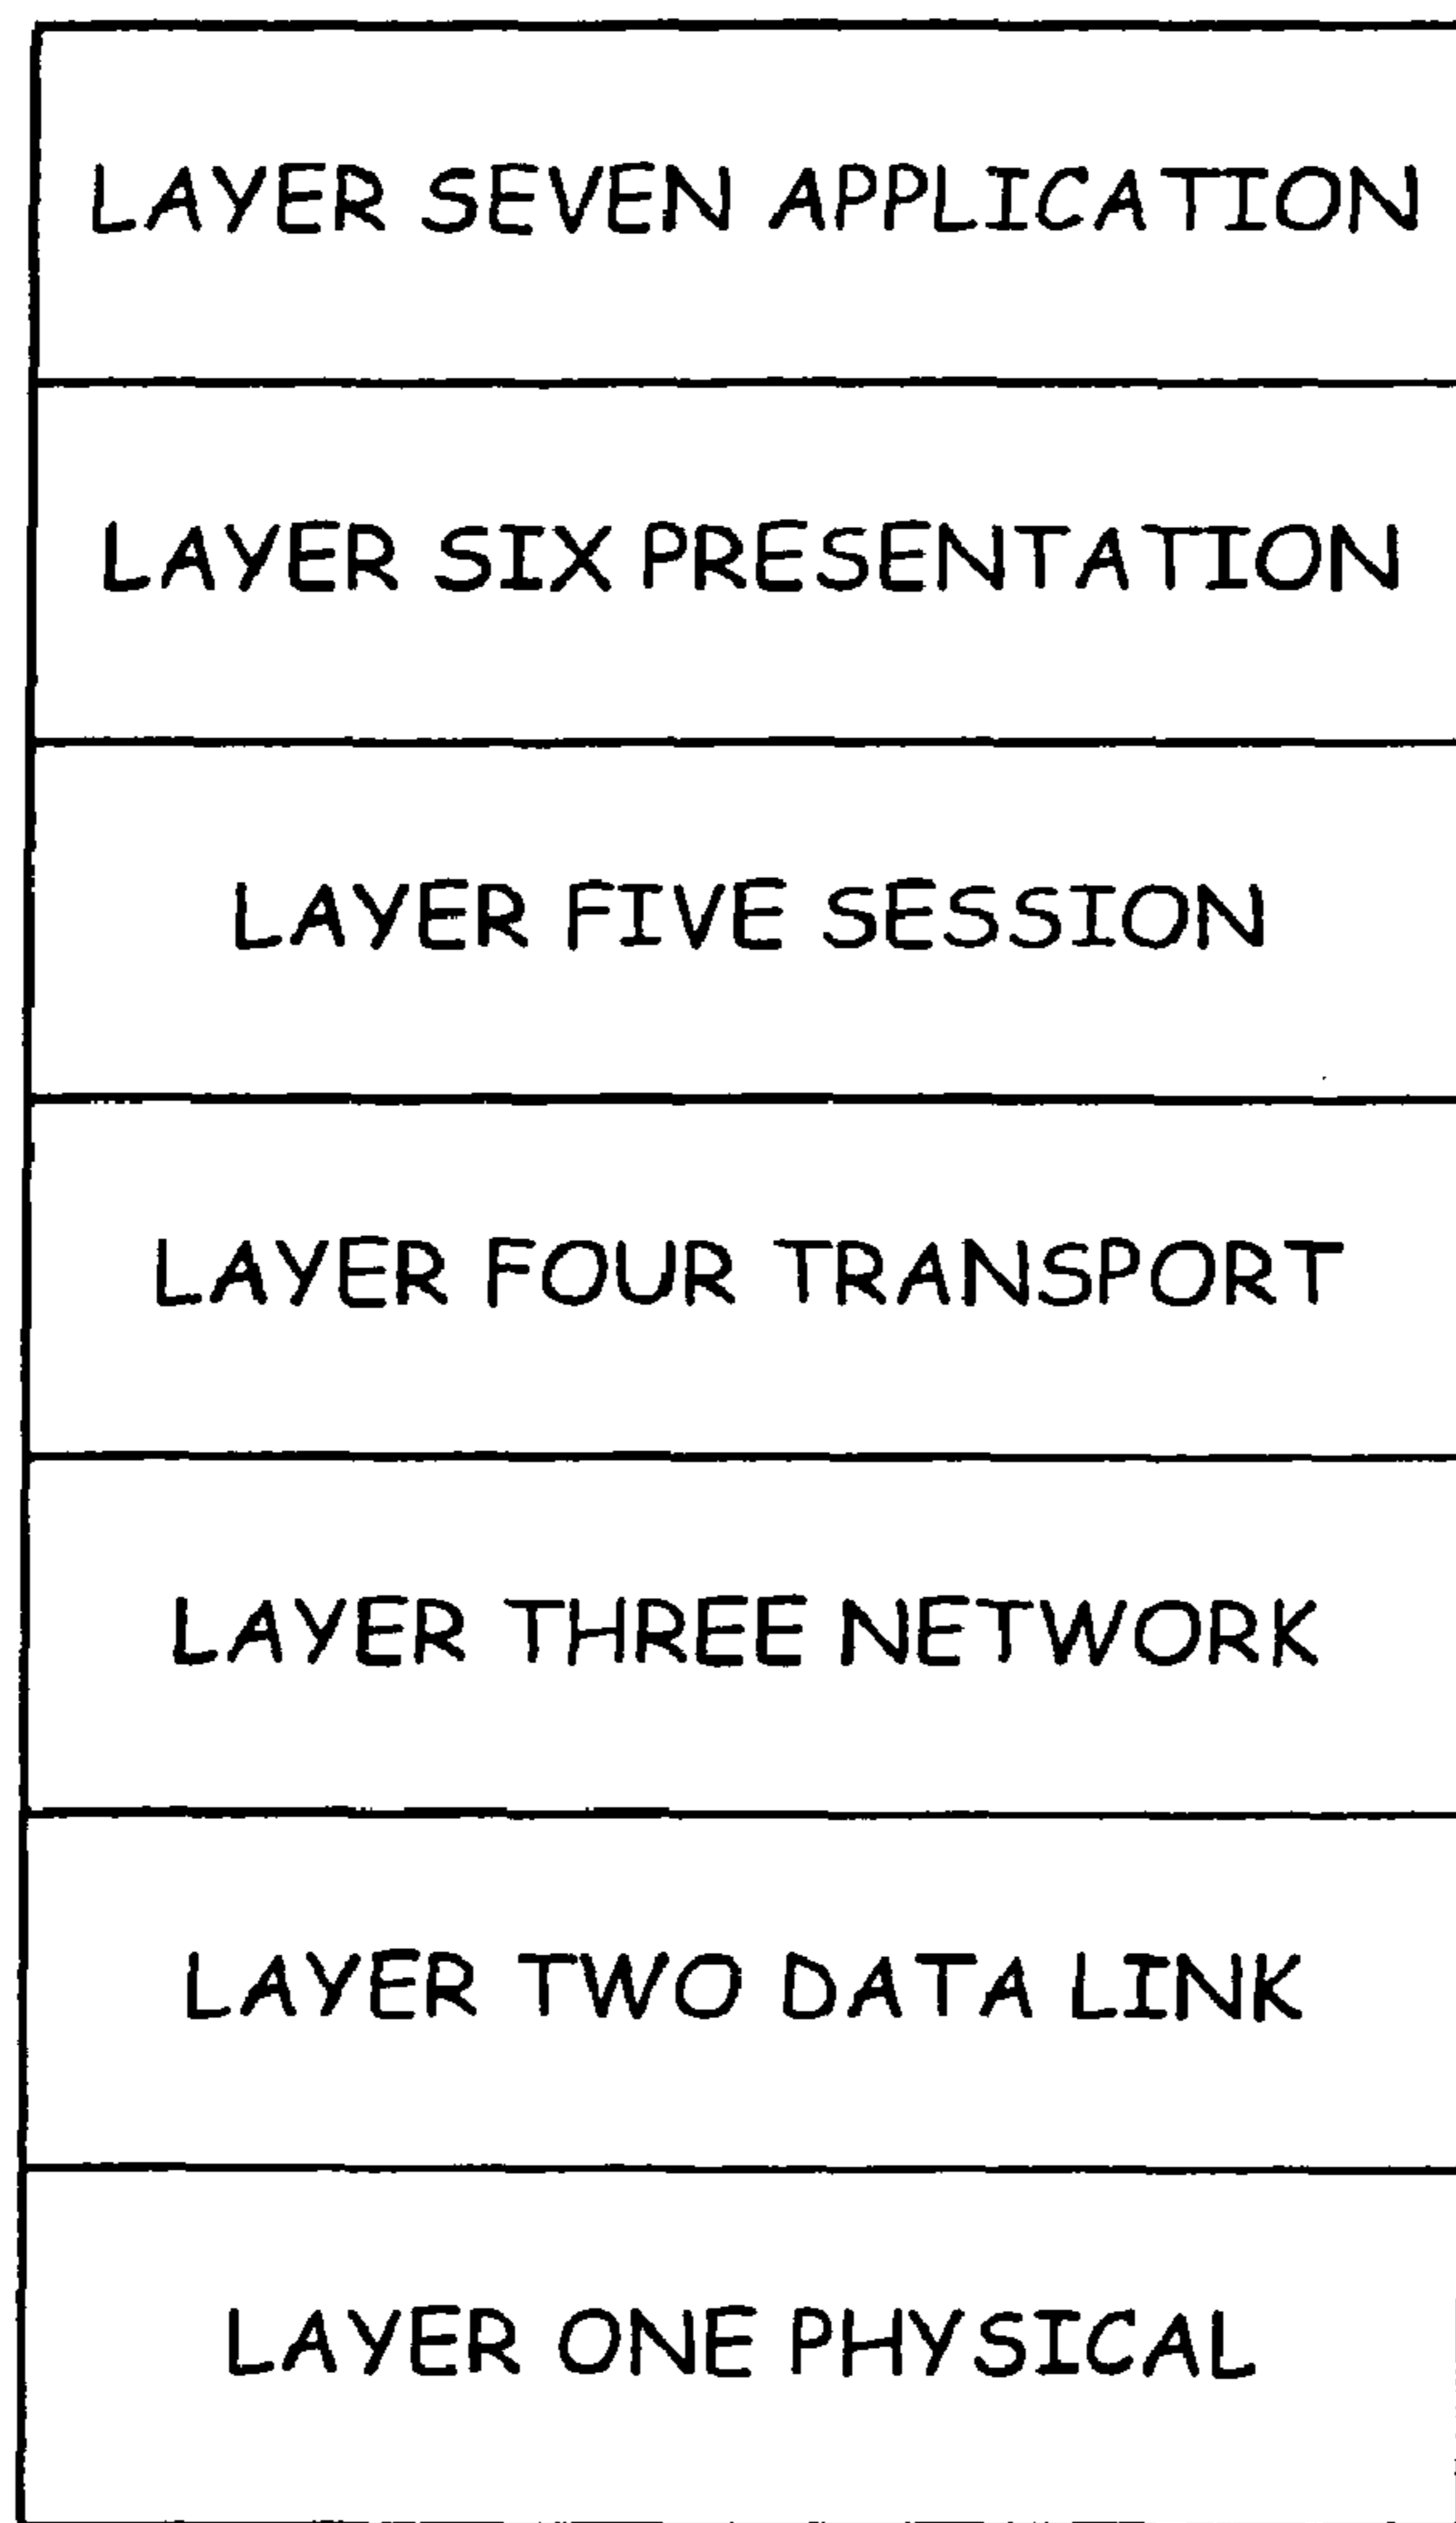 LAYER SEVEN APPLICATION
LAYER SIX PRESENTATION
LAYER FIVE SESSION
LAYER FOUR TRANSPORT
LAYER THREE NETWORK
LAYER TWO DATA LINK
LAYER ONE PHYSICAL